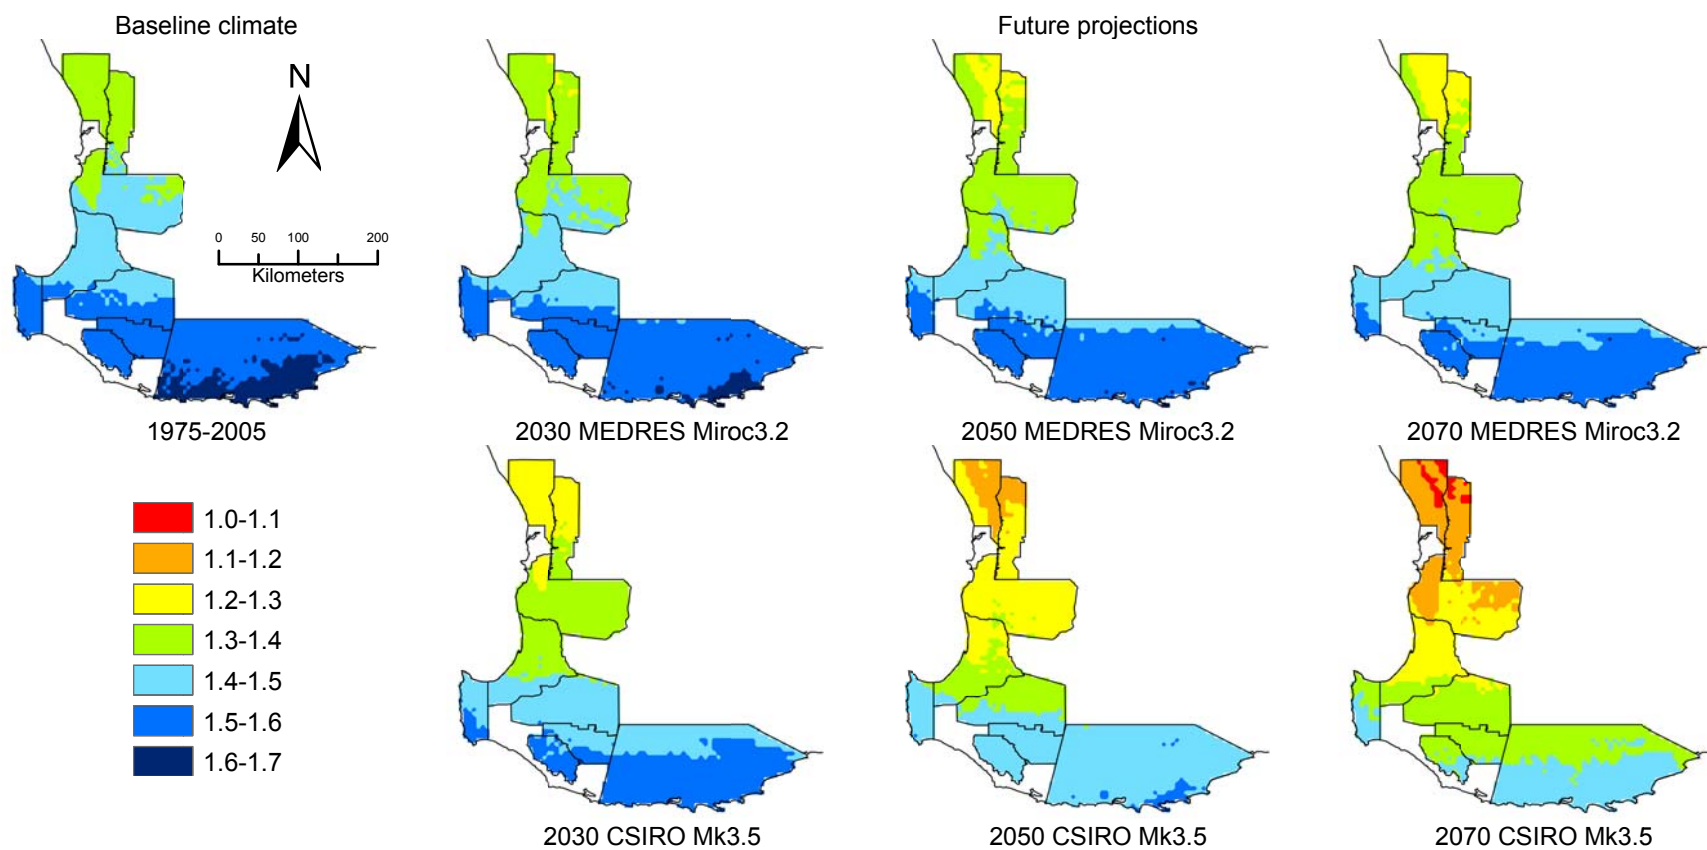 Baseline climate
Future projections
N
0 50 100 200
Kilometers
1975-2005
2030 MEDRES Miroc3.2
2050 MEDRES Miroc3.2
2070 MEDRES Miroc3.2
1.0-1.1
1.1-1.2
1.2-1.3
1.3-1.4
1.4-1.5
1.5-1.6
1.6-1.7
2030 CSIRO Mk3.5
2050 CSIRO Mk3.5
2070 CSIRO Mk3.5